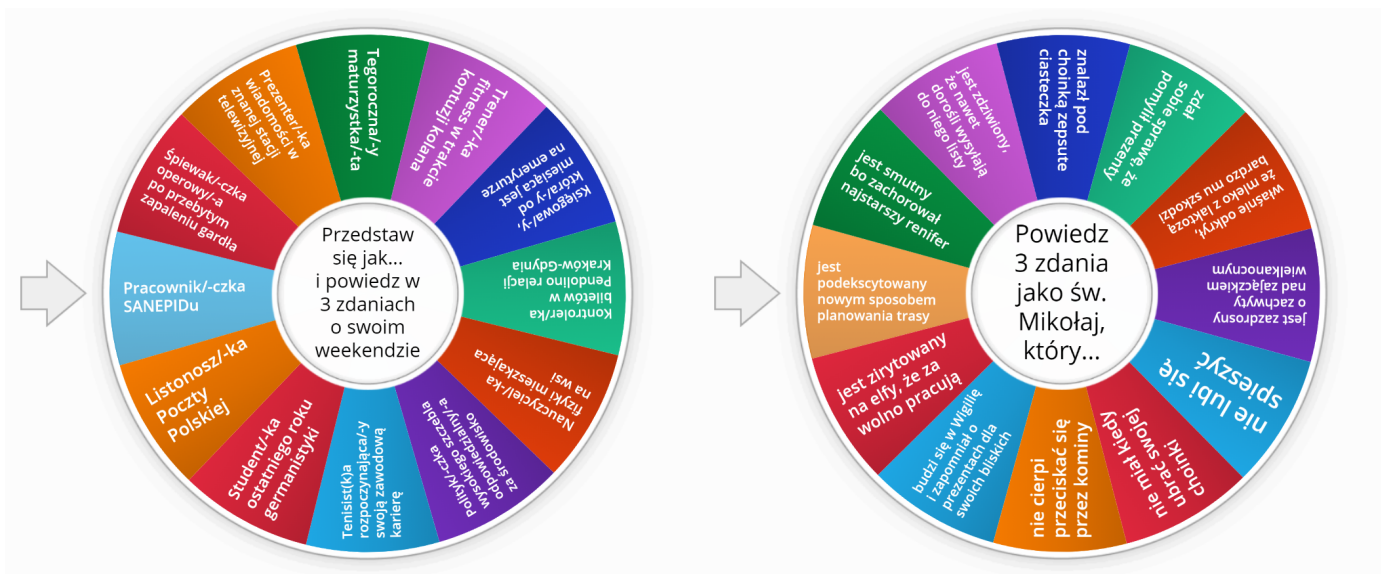 Przedstaw
się jak...
i powiedz w
3 zdaniach
o swoim
weekendzie
Tegoroczna/-y
maturzystka/-ta
Trener/-ka
fitness w trakcie
kontuzji kolana
Księgowa/-y,
która/-y od
miesiąca jest
na emeryturze
Kontroler/ka
biletów w
Pendolino relacji
Kraków-Gdynia
Nauczyciel/-ka
fizyki mieszkająca
na wsi
Polityk/-czka
wysokiego szczebla
odpowiedzialny/-a
za środowisko
Tenisist(k)a
rozpoczynająca/-y
swoją zawodową
karierę
Student/-ka
ostatniego roku
germanistyki
Listonosz/-ka
Poczty
Polskiej
Pracownik/-czka
SANEPIDu
Śpiewak/-czka
operowy/-a
po przebytym
zapaleniu gardła
Prezenter/-ka
wiadomości w
znanej stacji
telewizyjnej
Powiedz
3 zdania
jako św.
Mikołaj,
który...
znalazł pod
choinką zepsute
ciasteczka
zdał
sobie sprawę, że
pomylił prezenty
właśnie odkrył,
że mleko z laktozą
bardzo mu szkodzi
jest zazdrosny
o zachwyty
nad zajączkiem
wielkanocnym
nie lubi się
spieszyć
nie miał kiedy
ubrać swojej
choinki
nie cierpi
przeciskać się
przez kominy
budzi się w Wigilię
i zapomniał o
prezentach dla
swoich bliskich
jest zirytowany
na elfy, że za
wolno pracują
jest
podekscytowany
nowym sposobem
planowania trasy
jest smutny
bo zachorował
najstarszy renifer
jest zdziwiony,
że nawet
dorośli wysyłają
do niego listy